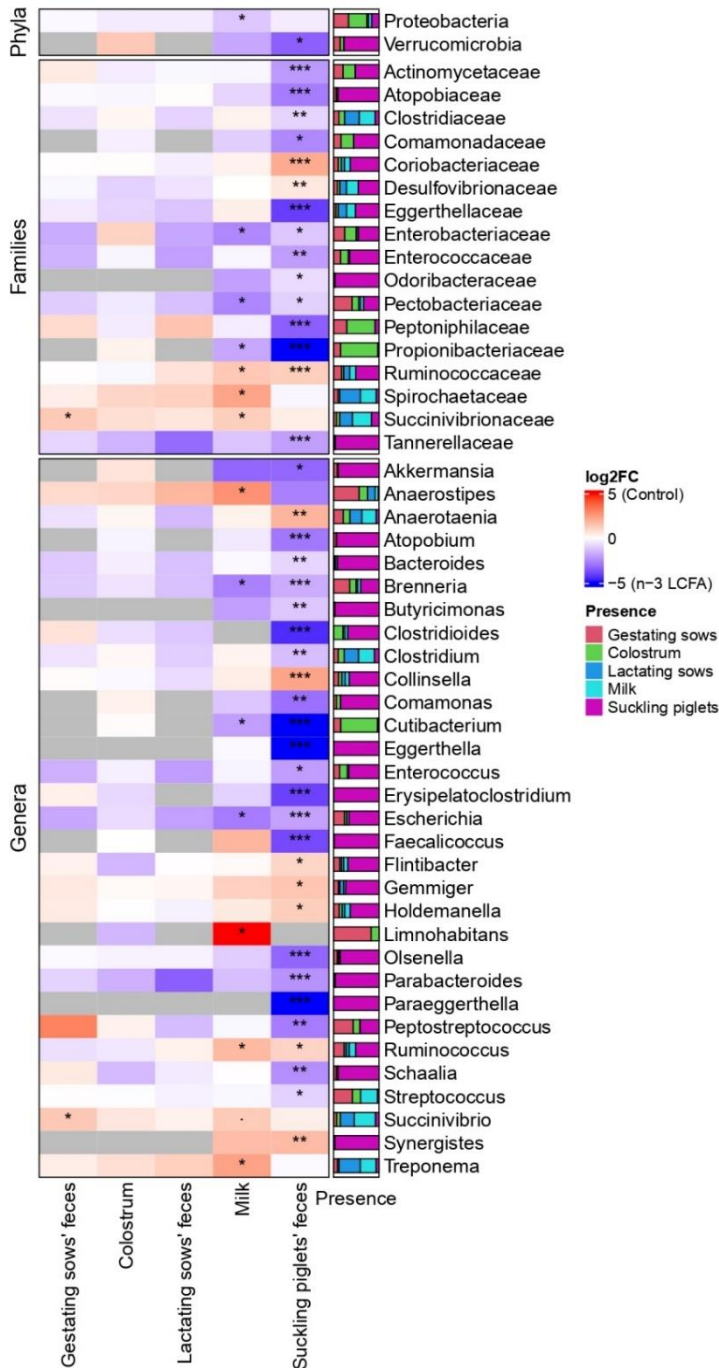 Phyla
* Proteobacteria
* Verrucomicrobia
Families
*** Actinomycetaceae
*** Atopobiaceae
** Clostridiaceae
* Comamonadaceae
*** Coriobacteriaceae
** Desulfovibrionaceae
*** Eggerthellaceae
* * Enterobacteriaceae
** Enterococcaceae
* Odoribacteraceae
* * Pectobacteriaceae
*** Peptoniphilaceae
* *** Propionibacteriaceae
* *** Ruminococcaceae
* Spirochaetaceae
* * Succinivibrionaceae
*** Tannerellaceae
Genera
* Akkermansia
* Anaerostipes
** Anaerotaenia
*** Atopobium
** Bacteroides
* *** Brenneria
** Butyricimonas
*** Clostridioides
** Clostridium
*** Collinsella
** Comamonas
* *** Cutibacterium
*** Eggerthella
* Enterococcus
*** Erysipelatoclostridium
* *** Escherichia
*** Faecalicoccus
* Flintibacter
* Gemmiger
* Holdemanella
* Limnohabitans
*** Olsenella
*** Parabacteroides
*** Paraeggerthella
** Peptostreptococcus
* * Ruminococcus
** Schaalia
* Streptococcus
* . Succinivibrio
** Synergistes
* Treponema
Gestating sows' feces
Colostrum
Lactating sows' feces
Milk
Suckling piglets' feces
Presence
log2FC
5 (Control)
0
−5 (n−3 LCFA)
Presence
Gestating sows
Colostrum
Lactating sows
Milk
Suckling piglets